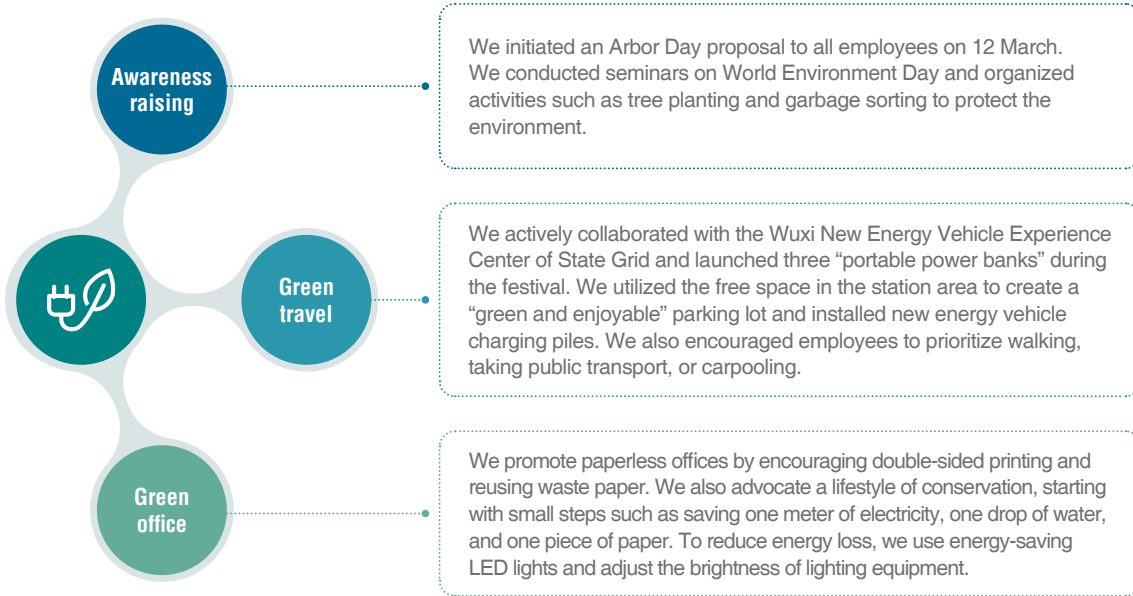 Awareness
raising
We initiated an Arbor Day proposal to all employees on 12 March.
We conducted seminars on World Environment Day and organized
activities such as tree planting and garbage sorting to protect the
environment.
Green
travel
We actively collaborated with the Wuxi New Energy Vehicle Experience
Center of State Grid and launched three “portable power banks” during
the festival. We utilized the free space in the station area to create a
“green and enjoyable” parking lot and installed new energy vehicle
charging piles. We also encouraged employees to prioritize walking,
taking public transport, or carpooling.
Green
office
We promote paperless offices by encouraging double-sided printing and
reusing waste paper. We also advocate a lifestyle of conservation, starting
with small steps such as saving one meter of electricity, one drop of water,
and one piece of paper. To reduce energy loss, we use energy-saving
LED lights and adjust the brightness of lighting equipment.